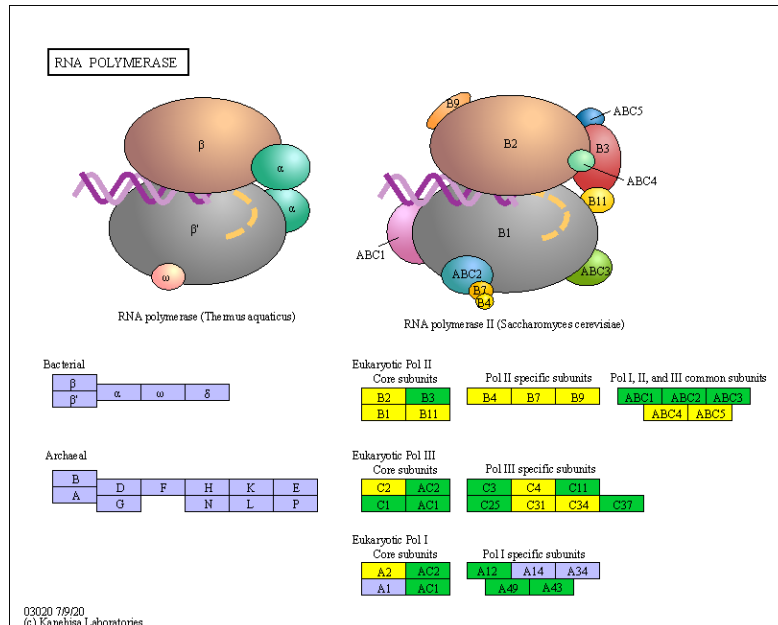 RNA POLYMERASE
β
α
α
β'
ω
RNA polymerase (Thermus aquaticus)
B9
ABC5
B2
B3
ABC4
B11
B1
ABC1
ABC2
ABC3
B7
B4
RNA polymerase II (Saccharomyces cerevisiae)
Bacterial
β
β' α ω δ
Archaeal
B
A D F H K E
G N L P
Eukaryotic Pol II
Core subunits Pol II specific subunits Pol I, II, and III common subunits
B2 B3 B4 B7 B9 ABC1 ABC2 ABC3
B1 B11 ABC4 ABC5
Eukaryotic Pol III
Core subunits Pol III specific subunits
C2 AC2 C3 C4 C11
C1 AC1 C25 C31 C34 C37
Eukaryotic Pol I
Core subunits Pol I specific subunits
A2 AC2 A12 A14 A34
A1 AC1 A49 A43
03020 7/9/20
(c) Kanehisa Laboratories